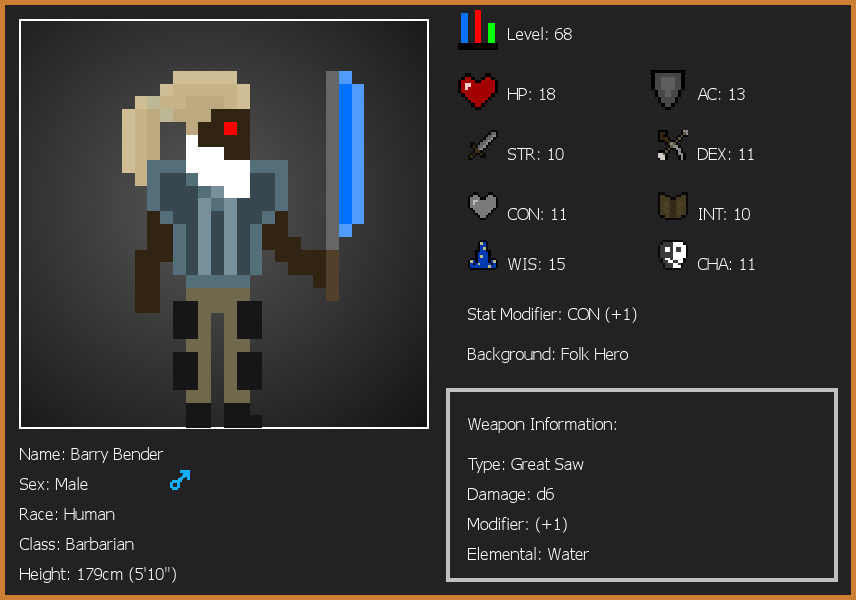 Level: 68
HP: 18
AC: 13
STR: 10
DEX: 11
CON: 11
INT: 10
WIS: 15
CHA: 11
Stat Modifier: CON (+1)
Background: Folk Hero
Weapon Information:
Type: Great Saw
Damage: d6
Modifier: (+1)
Elemental: Water
Name: Barry Bender
Sex: Male
Race: Human
Class: Barbarian
Height: 179cm (5'10")